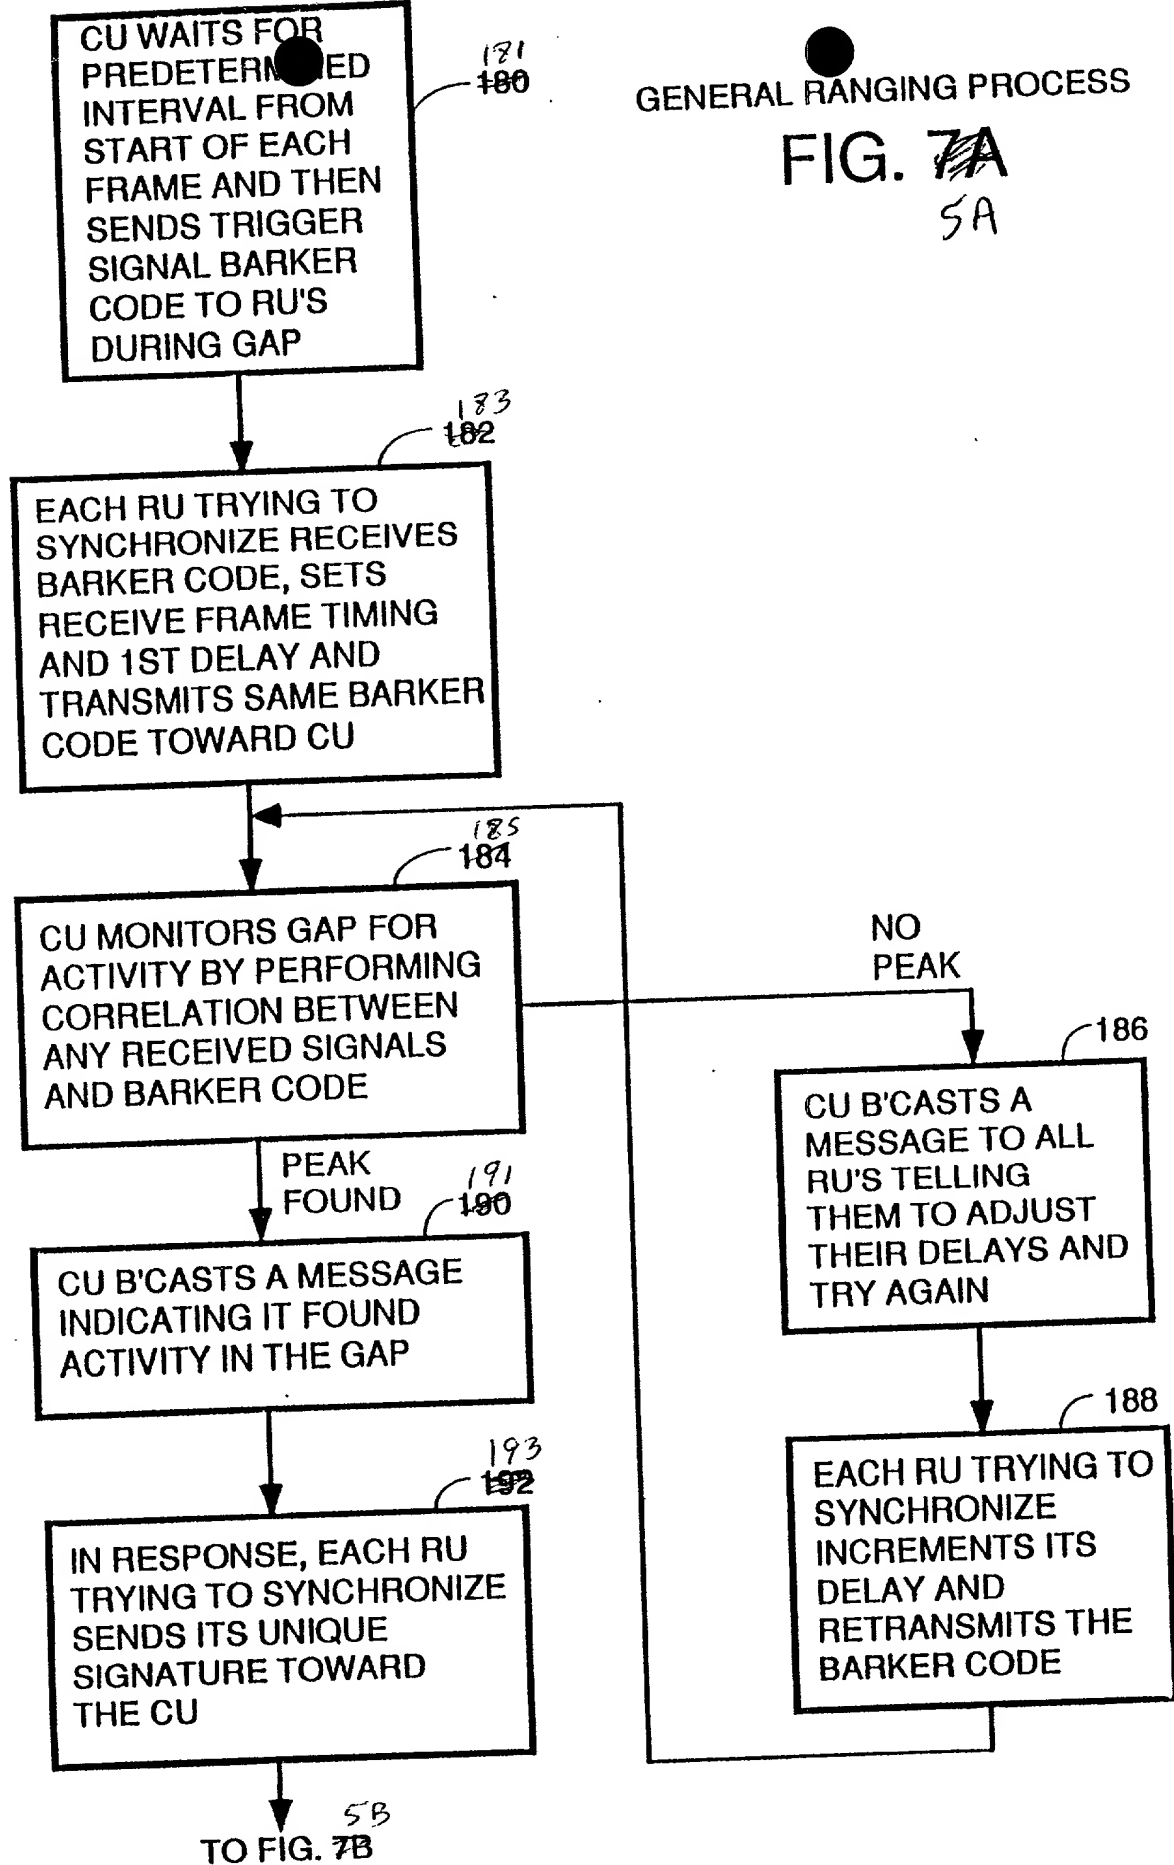 CU WAITS FOR
PREDETERMINED
INTERVAL FROM
START OF EACH
FRAME AND THEN
SENDS TRIGGER
SIGNAL BARKER
CODE TO RU'S
DURING GAP
181
180
GENERAL RANGING PROCESS
FIG. 7A
5A
183
182
EACH RU TRYING TO
SYNCHRONIZE RECEIVES
BARKER CODE, SETS
RECEIVE FRAME TIMING
AND 1ST DELAY AND
TRANSMITS SAME BARKER
CODE TOWARD CU
185
184
CU MONITORS GAP FOR
ACTIVITY BY PERFORMING
CORRELATION BETWEEN
ANY RECEIVED SIGNALS
AND BARKER CODE
NO
PEAK
186
CU B'CASTS A
MESSAGE TO ALL
RU'S TELLING
THEM TO ADJUST
THEIR DELAYS AND
TRY AGAIN
188
EACH RU TRYING TO
SYNCHRONIZE
INCREMENTS ITS
DELAY AND
RETRANSMITS THE
BARKER CODE
PEAK
FOUND
191
190
CU B'CASTS A MESSAGE
INDICATING IT FOUND
ACTIVITY IN THE GAP
193
192
IN RESPONSE, EACH RU
TRYING TO SYNCHRONIZE
SENDS ITS UNIQUE
SIGNATURE TOWARD
THE CU
5B
TO FIG. 7B